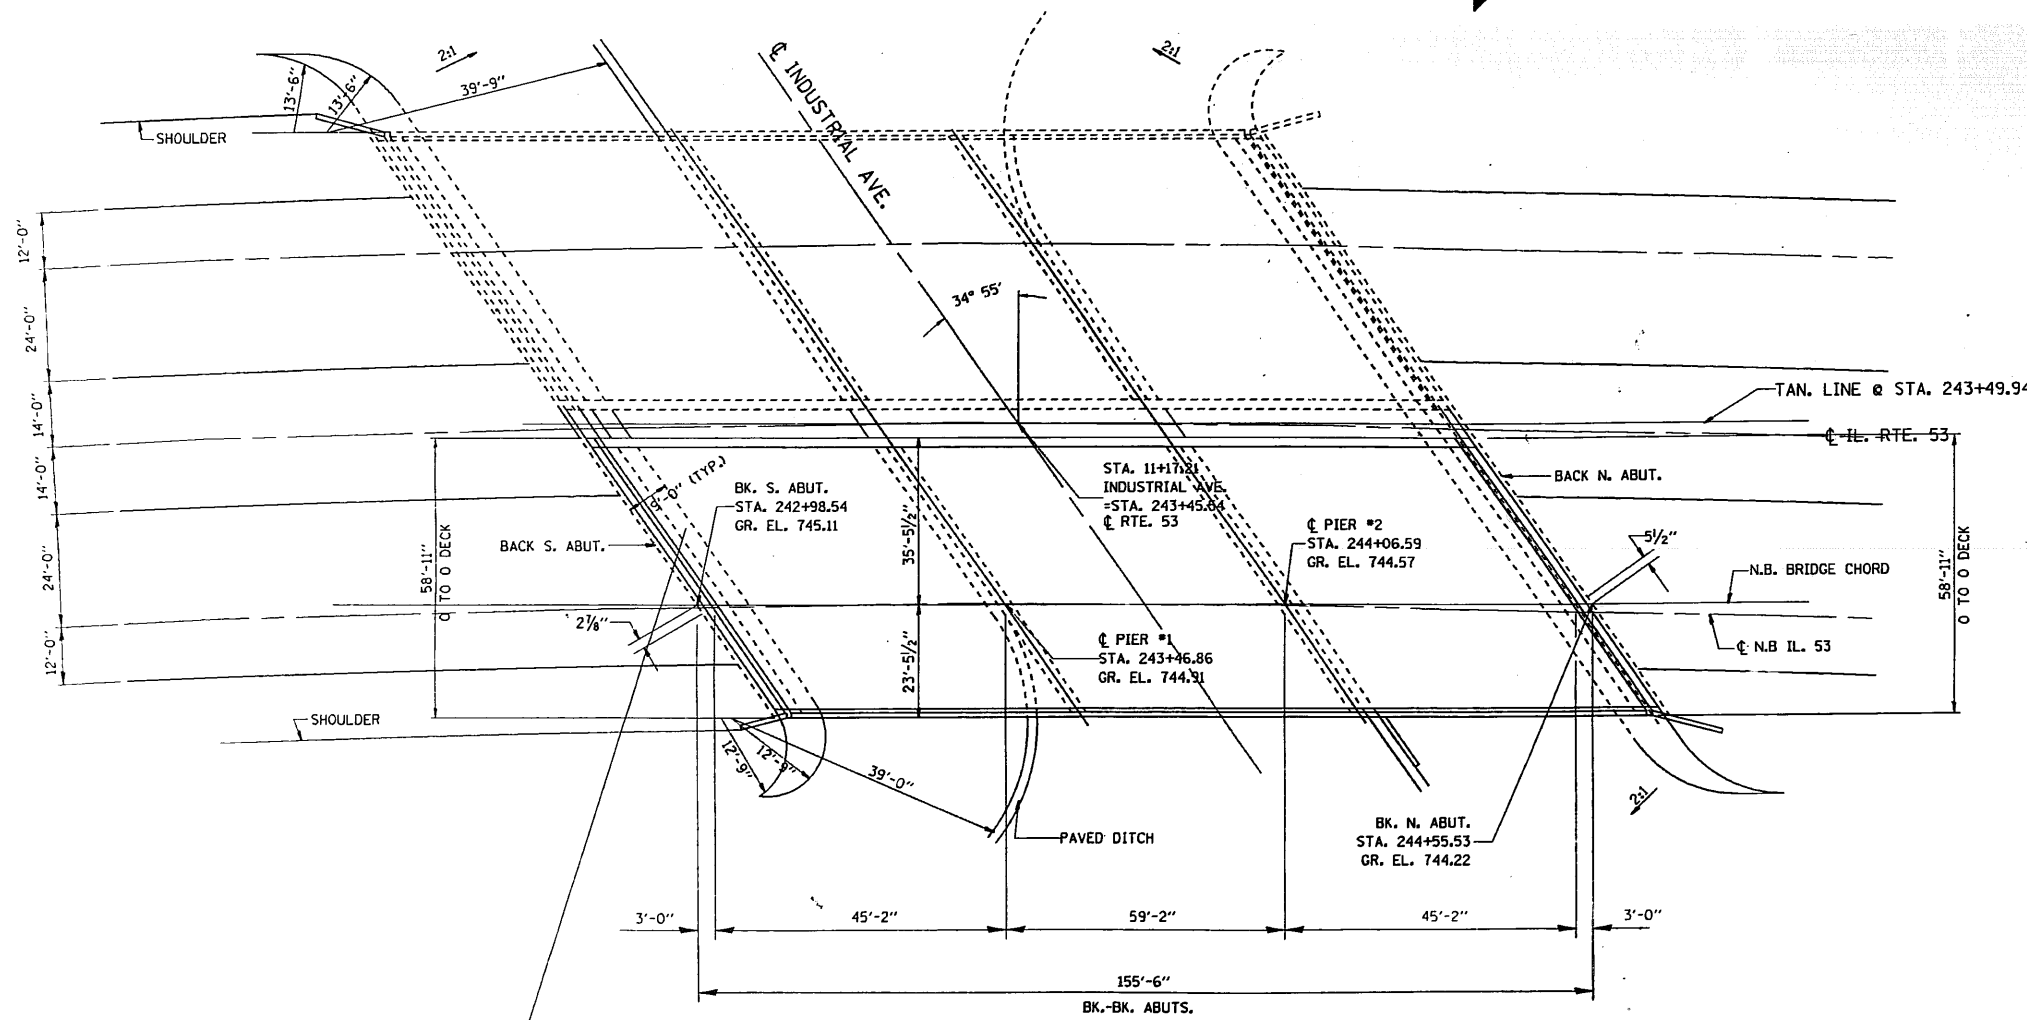 2:1
2:1
13'-6"
13'-6"
39'-9"
SHOULDER
℄ INDUSTRIAL AVE.
34° 55'
12'-0"
24'-0"
14'-0"
14'-0"
24'-0"
12'-0"
TAN. LINE @ STA. 243+49.94
℄ IL. RTE. 53
BACK N. ABUT.
(TYP.)
BK. S. ABUT.
STA. 242+98.54
GR. EL. 745.11
BACK S. ABUT.
58'-11"
O TO O DECK
35'-5½"
23'-5½"
STA. 11+17.21
INDUSTRIAL AVE.
=STA. 243+45.64
℄ RTE. 53
℄ PIER #2
STA. 244+06.59
GR. EL. 744.57
5½"
N.B. BRIDGE CHORD
℄ N.B IL. 53
58'-11"
O TO O DECK
2⅞"
℄ PIER #1
STA. 243+46.86
GR. EL. 744.91
SHOULDER
12'-9"
12'-9"
39'-0"
PAVED DITCH
2:1
BK. N. ABUT.
STA. 244+55.53
GR. EL. 744.22
3'-0"
45'-2"
59'-2"
45'-2"
3'-0"
155'-6"
BK.-BK. ABUTS.